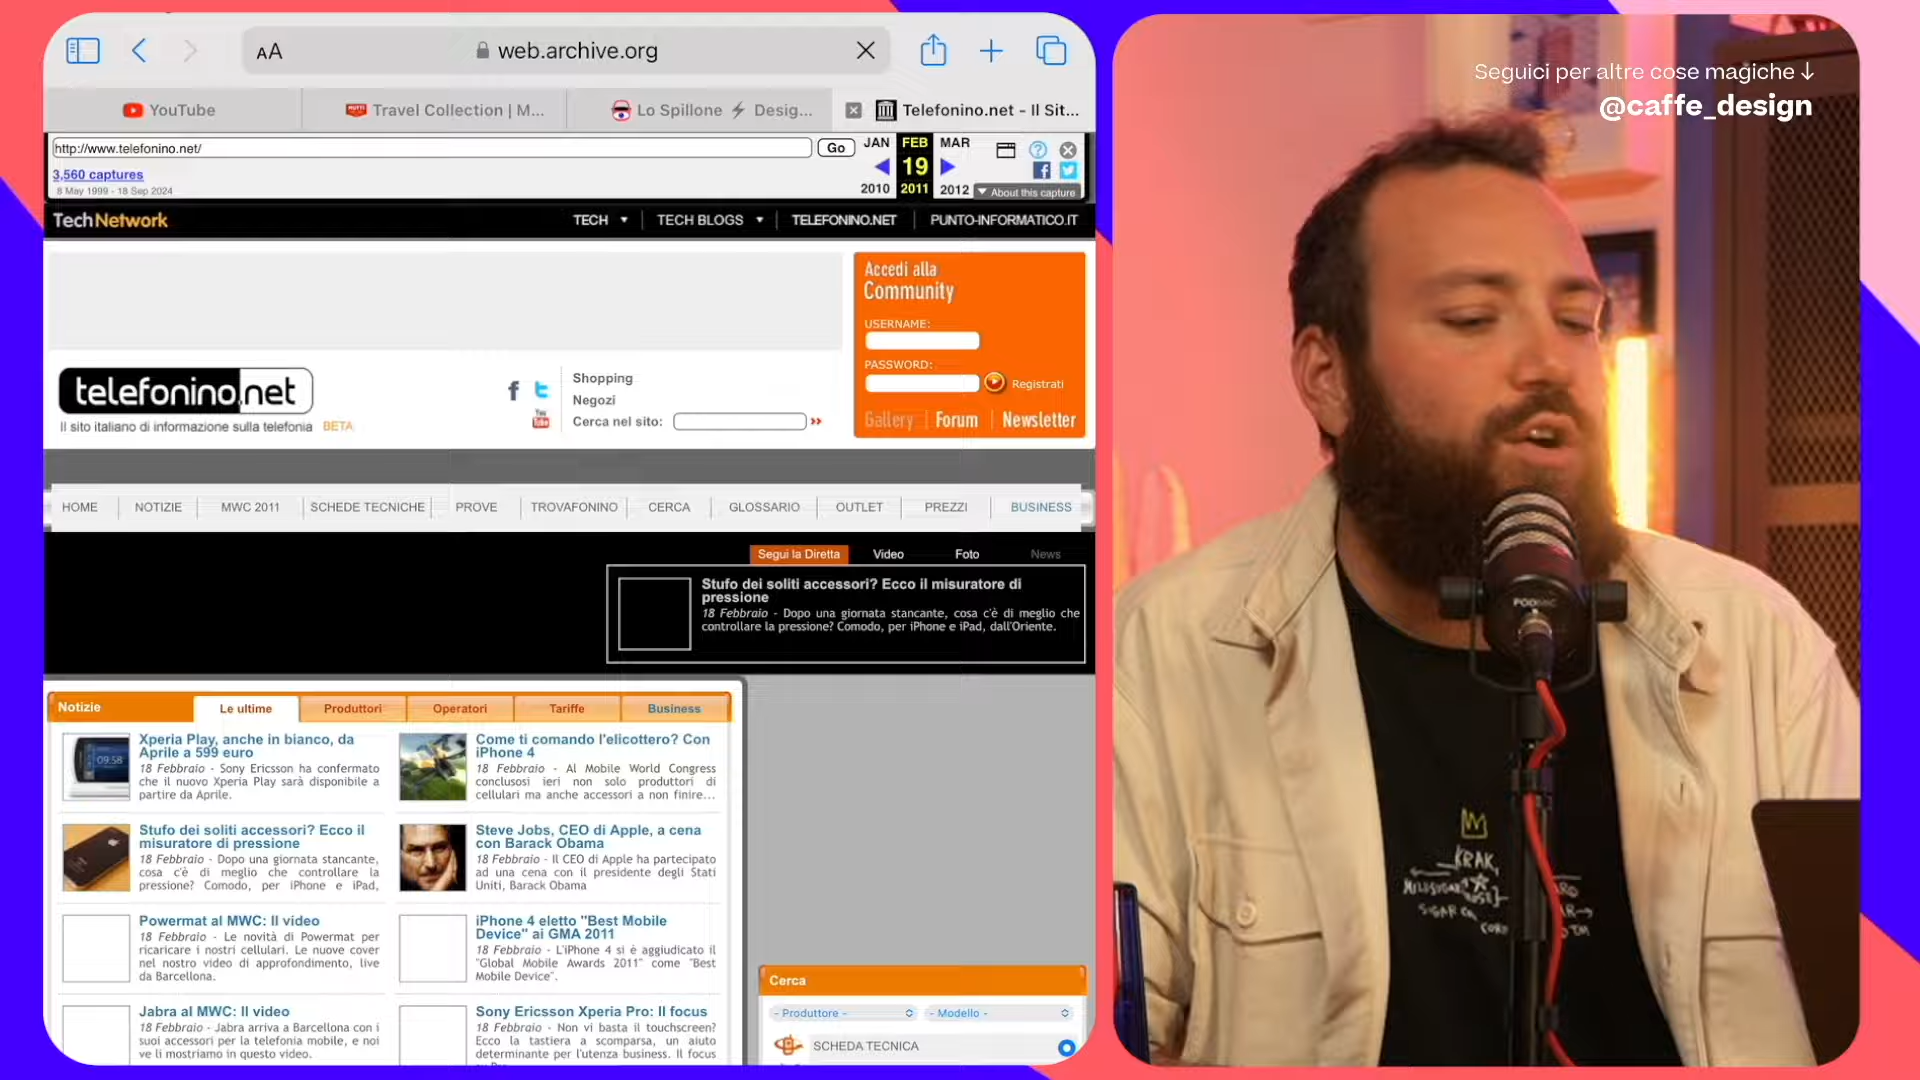 AA
web.archive.org
YouTube
Travel Collection | M...
Lo Spillone ⚡ Desig...
Telefonino.net - Il Sit...
http://www.telefonino.net/
Go
JAN
FEB
MAR
3,560 captures
19
8 May 1999 - 18 Sep 2024
2010
2011
2012
About this capture
TechNetwork
TECH
TECH BLOGS
TELEFONINO.NET
PUNTO-INFORMATICO.IT
Accedi alla
Community
USERNAME:
PASSWORD:
Registrati
Gallery
Forum
Newsletter
telefonino.net
Il sito italiano di informazione sulla telefonia BETA
f
You
Shopping
Negozi
Cerca nel sito:
HOME
NOTIZIE
MWC 2011
SCHEDE TECNICHE
PROVE
TROVAFONINO
CERCA
GLOSSARIO
OUTLET
PREZZI
BUSINESS
Segui la Diretta
Video
Foto
News
Stufo dei soliti accessori? Ecco il misuratore di
pressione
18 Febbraio - Dopo una giornata stancante, cosa c'è di meglio che
controllare la pressione? Comodo, per iPhone e iPad, dall'Oriente.
Notizie
Le ultime
Produttori
Operatori
Tariffe
Business
Xperia Play, anche in bianco, da
Aprile a 599 euro
18 Febbraio - Sony Ericsson ha confermato
che il nuovo Xperia Play sarà disponibile a
partire da Aprile.
Come ti comando l'elicottero? Con
iPhone 4
18 Febbraio - Al Mobile World Congress
conclusosi ieri non solo produttori di
cellulari ma anche accessori a non finire...
Stufo dei soliti accessori? Ecco il
misuratore di pressione
18 Febbraio - Dopo una giornata stancante,
cosa c'è di meglio che controllare la
pressione? Comodo, per iPhone e iPad,
Steve Jobs, CEO di Apple, a cena
con Barack Obama
18 Febbraio - Il CEO di Apple ha partecipato
ad una cena con il presidente degli Stati
Uniti, Barack Obama
Powermat al MWC: Il video
18 Febbraio - Le novità di Powermat per
ricaricare i nostri cellulari. Le nuove cover
nel nostro video di approfondimento, live
da Barcellona.
iPhone 4 eletto "Best Mobile
Device" ai GMA 2011
18 Febbraio - L'iPhone 4 si è aggiudicato il
"Global Mobile Awards 2011" come "Best
Mobile Device".
Jabra al MWC: Il video
18 Febbraio - Jabra arriva a Barcellona con i
suoi accessori per la telefonia mobile, e noi
ve li mostriamo in questo video.
Sony Ericsson Xperia Pro: Il focus
18 Febbraio - Non vi basta il touchscreen?
Ecco la tastiera a scomparsa, un aiuto
determinante per l'utenza business. Il focus
Cerca
- Produttore -
- Modello -
SCHEDA TECNICA
Seguici per altre cose magiche ↓
@caffe_design
09:58
PODMIC
KRAK